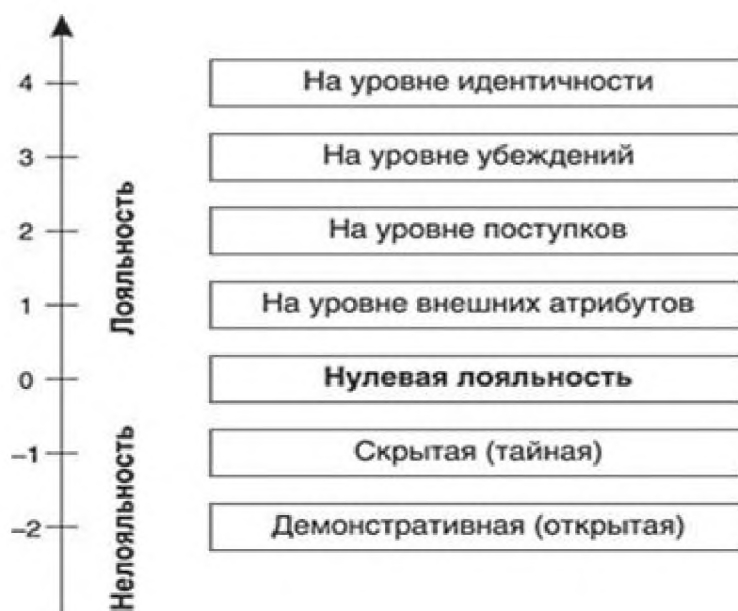 4 На уровне идентичности
3 На уровне убеждений
2 На уровне поступков
1 На уровне внешних атрибутов
0 Нулевая лояльность
–1 Скрытая (тайная)
–2 Демонстративная (открытая)
Лояльность
Нелояльность